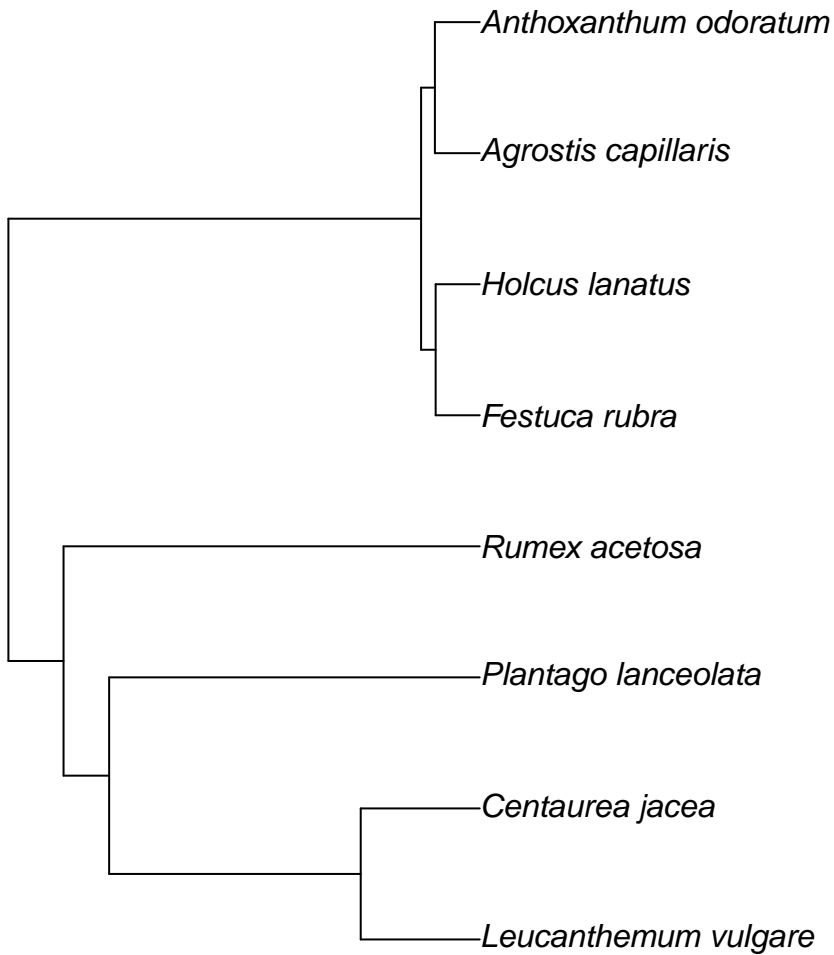 Anthoxanthum odoratum
Agrostis capillaris
Holcus lanatus
Festuca rubra
Rumex acetosa
Plantago lanceolata
Centaurea jacea
Leucanthemum vulgare